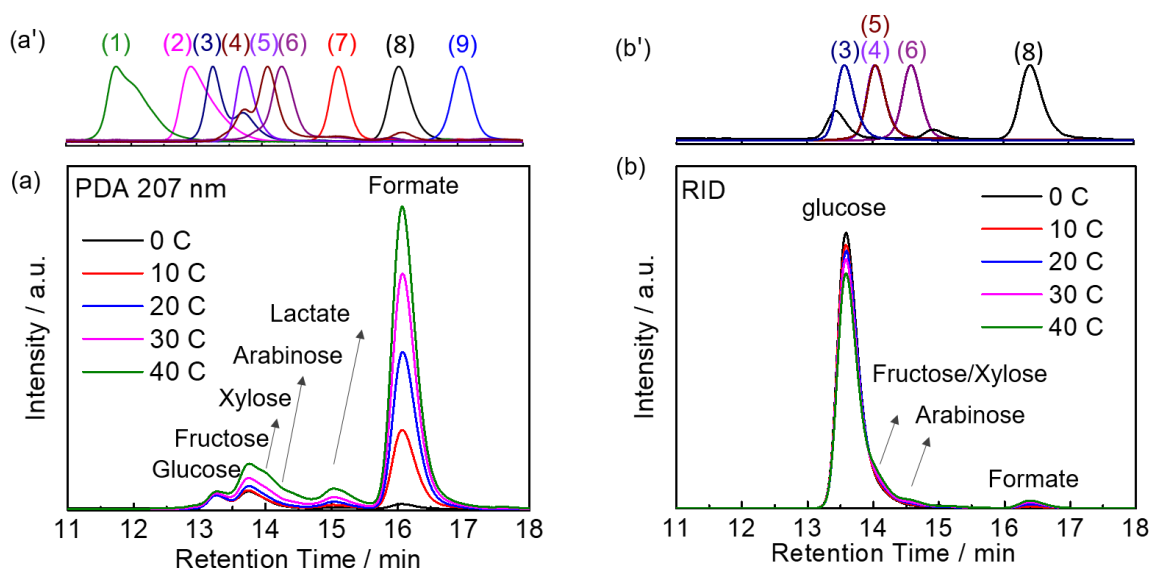 (a')
(1) (2) (3) (4) (5) (6) (7) (8) (9)
(a)
PDA 207 nm
0 C
10 C
20 C
30 C
40 C
Formate
Lactate
Arabinose
Xylose
Fructose
Glucose
Intensity / a.u.
11 12 13 14 15 16 17 18
Retention Time / min
(b')
(5)
(3) (4) (6) (8)
(b)
RID
glucose
0 C
10 C
20 C
30 C
40 C
Fructose/Xylose
Arabinose
Formate
Intensity / a.u.
11 12 13 14 15 16 17 18
Retention Time / min